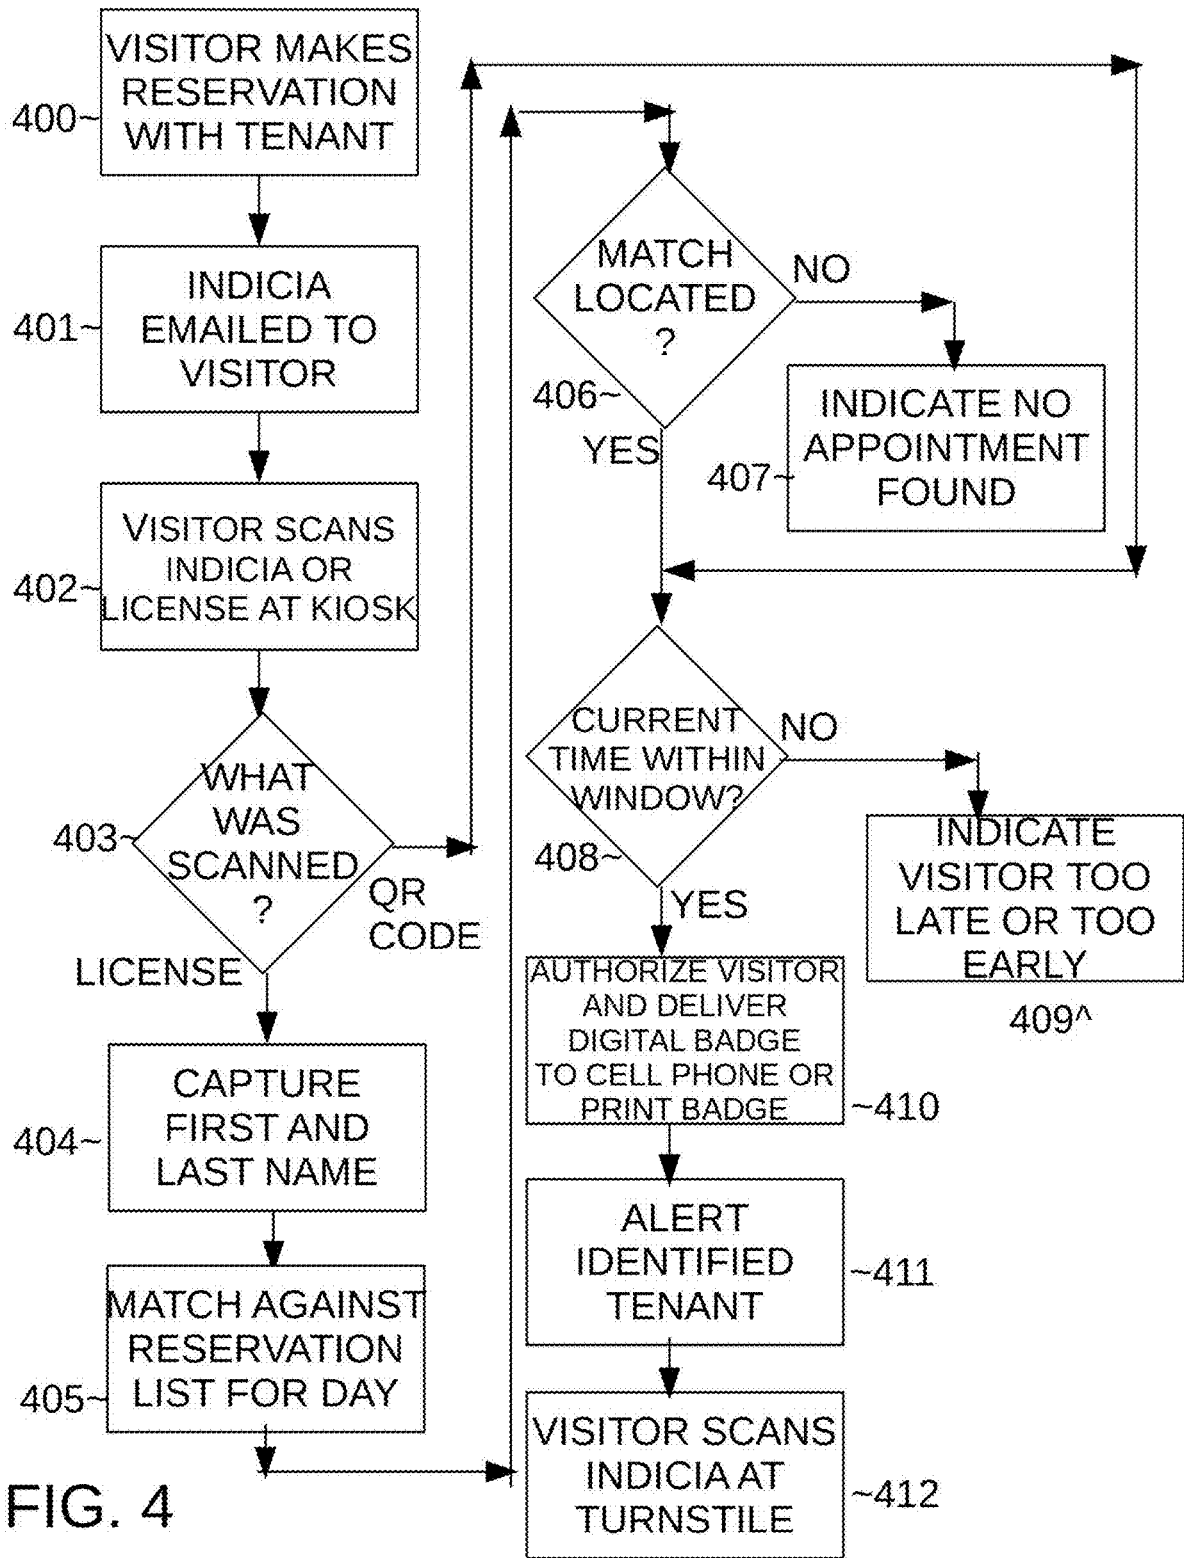 VISITOR MAKES
RESERVATION
WITH TENANT
400~
INDICIA
EMAILED TO
VISITOR
401~
VISITOR SCANS
INDICIA OR
LICENSE AT KIOSK
402~
WHAT
WAS
SCANNED
?
403~
QR
CODE
LICENSE
CAPTURE
FIRST AND
LAST NAME
404~
MATCH AGAINST
RESERVATION
LIST FOR DAY
405~
MATCH
LOCATED
?
406~
NO
YES
INDICATE NO
APPOINTMENT
FOUND
407~
CURRENT
TIME WITHIN
WINDOW?
408~
NO
YES
INDICATE
VISITOR TOO
LATE OR TOO
EARLY
409^
AUTHORIZE VISITOR
AND DELIVER
DIGITAL BADGE
TO CELL PHONE OR
PRINT BADGE
~410
ALERT
IDENTIFIED
TENANT
~411
VISITOR SCANS
INDICIA AT
TURNSTILE
~412
FIG. 4